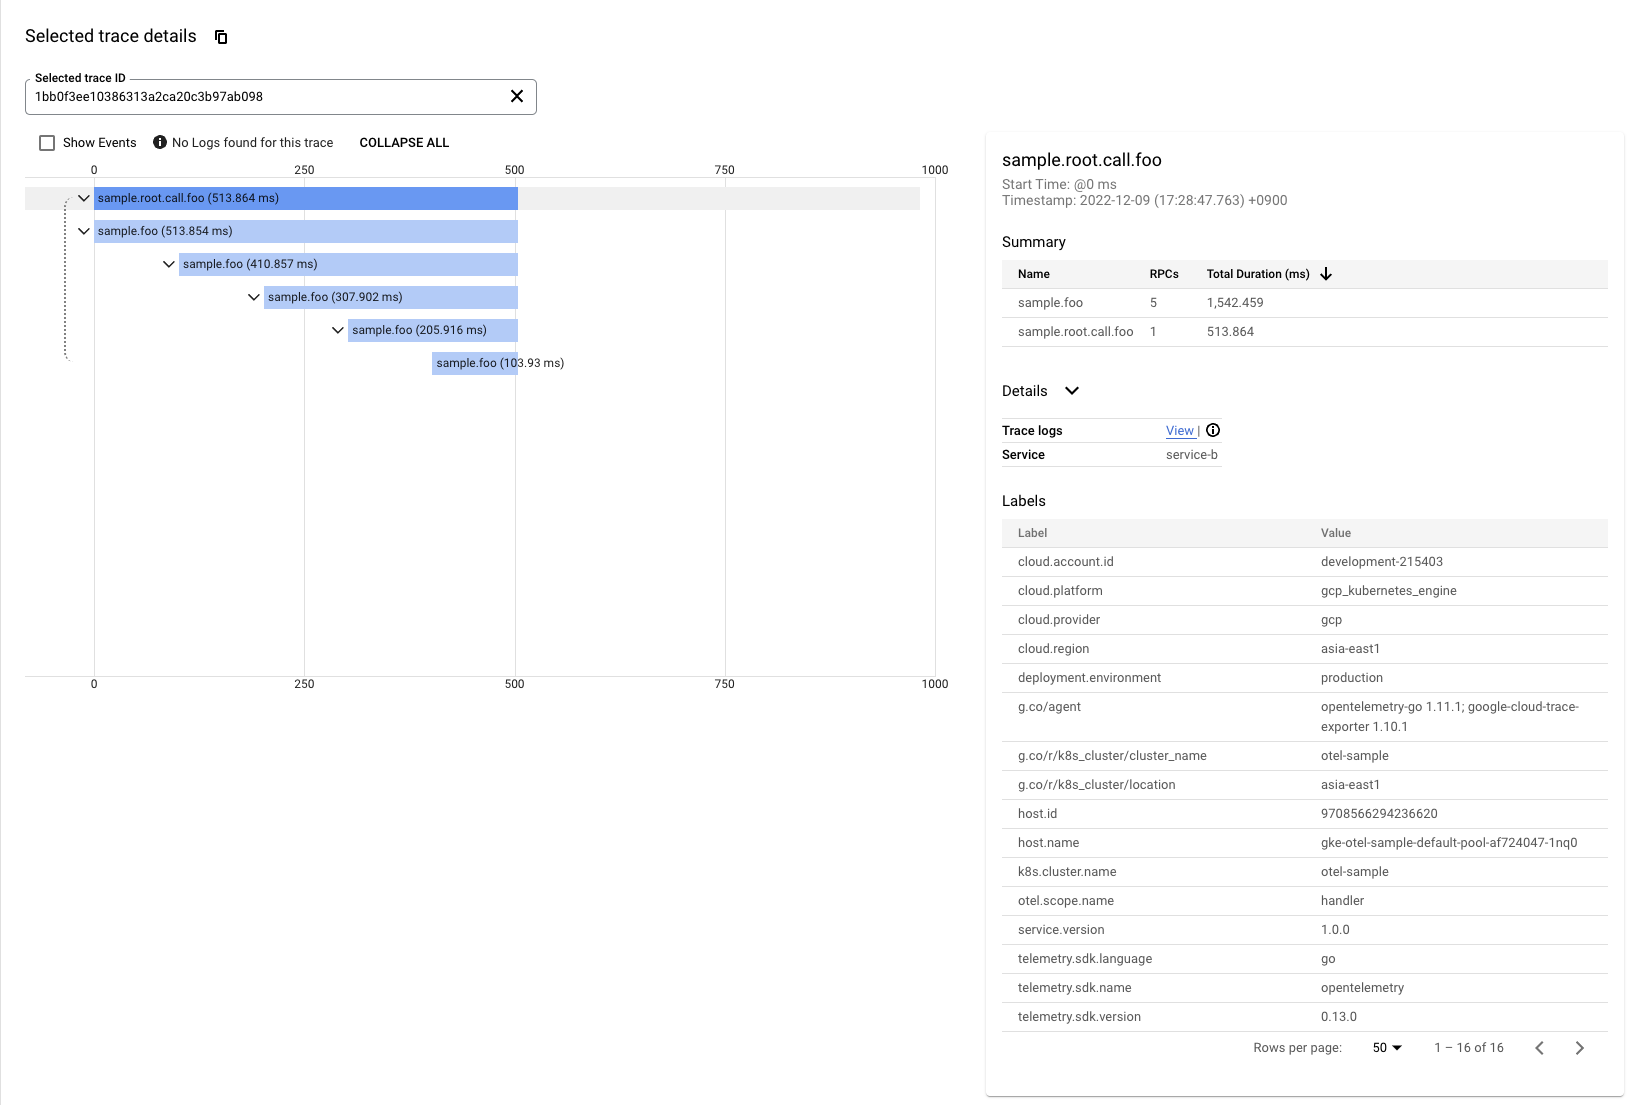 Selected trace details
Selected trace ID
1bb0f3ee10386313a2ca20c3b97ab098
Show Events
No Logs found for this trace
COLLAPSE ALL
0 250 500 750 1000
sample.root.call.foo (513.864 ms)
sample.foo (513.854 ms)
sample.foo (410.857 ms)
sample.foo (307.902 ms)
sample.foo (205.916 ms)
sample.foo (103.93 ms)
0 250 500 750 1000
sample.root.call.foo
Start Time: @0 ms
Timestamp: 2022-12-09 (17:28:47.763) +0900
Summary
Name RPCs Total Duration (ms)
sample.foo 5 1,542.459
sample.root.call.foo 1 513.864
Details
Trace logs View |
Service service-b
Labels
Label Value
cloud.account.id development-215403
cloud.platform gcp_kubernetes_engine
cloud.provider gcp
cloud.region asia-east1
deployment.environment production
g.co/agent opentelemetry-go 1.11.1; google-cloud-trace-
exporter 1.10.1
g.co/r/k8s_cluster/cluster_name otel-sample
g.co/r/k8s_cluster/location asia-east1
host.id 9708566294236620
host.name gke-otel-sample-default-pool-af724047-1nq0
k8s.cluster.name otel-sample
otel.scope.name handler
service.version 1.0.0
telemetry.sdk.language go
telemetry.sdk.name opentelemetry
telemetry.sdk.version 0.13.0
Rows per page: 50 1 – 16 of 16